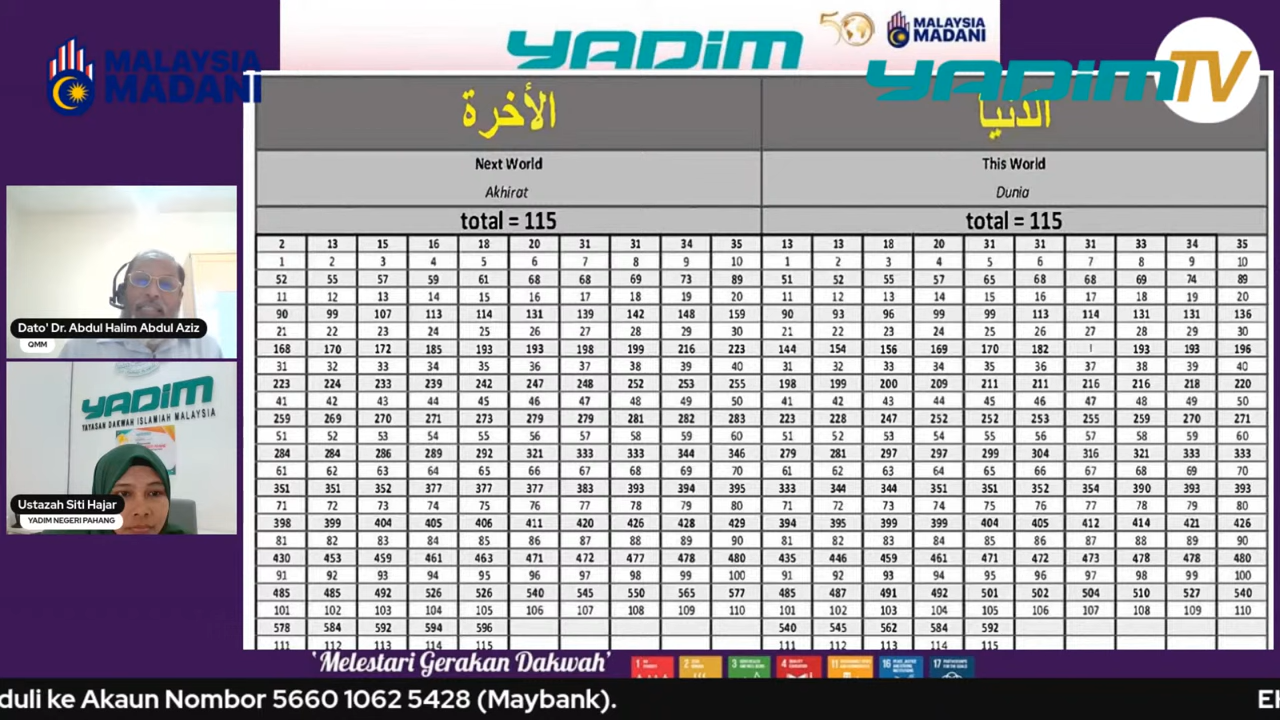 MALAYSIA
MADANI
YADIM
50
MALAYSIA
MADANI
YADIM TV
الأخرة
الدنيا
Next World
This World
Akhirat
Dunia
total = 115
total = 115
2 13 15 16 18 20 31 31 34 35 13 13 18 20 31 31 31 33 34 35
1 2 3 4 5 6 7 8 9 10 1 2 3 4 5 6 7 8 9 10
52 55 57 59 61 68 68 69 73 89 51 52 55 57 65 68 68 69 74 89
11 12 13 14 15 16 17 18 19 20 11 12 13 14 15 16 17 18 19 20
90 99 107 113 114 131 139 142 148 159 90 93 96 99 99 113 114 131 131 136
21 22 23 24 25 26 27 28 29 30 21 22 23 24 25 26 27 28 29 30
168 170 172 185 193 193 198 199 216 223 144 154 156 169 170 182 193 193 196
31 32 33 34 35 36 37 38 39 40 31 32 33 34 35 36 37 38 39 40
223 224 233 239 242 247 248 252 253 255 198 199 200 209 211 211 216 216 218 220
41 42 43 44 45 46 47 48 49 50 41 42 43 44 45 46 47 48 49 50
259 269 270 271 273 279 279 281 282 283 223 228 247 252 252 253 255 259 270 271
51 52 53 54 55 56 57 58 59 60 51 52 53 54 55 56 57 58 59 60
284 284 286 289 292 321 333 333 344 346 279 281 297 297 299 304 316 321 333 333
61 62 63 64 65 66 67 68 69 70 61 62 63 64 65 66 67 68 69 70
351 351 352 377 377 377 383 393 394 395 333 344 344 351 351 352 354 390 393 393
71 72 73 74 75 76 77 78 79 80 71 72 73 74 75 76 77 78 79 80
398 399 404 405 406 411 420 426 428 429 394 395 399 399 404 405 412 414 421 426
81 82 83 84 85 86 87 88 89 90 81 82 83 84 85 86 87 88 89 90
430 453 459 461 463 471 472 477 478 480 435 446 459 461 471 472 473 478 478 480
91 92 93 94 95 96 97 98 99 100 91 92 93 94 95 96 97 98 99 100
485 485 492 526 526 540 545 550 565 577 485 487 491 492 501 502 504 510 527 540
101 102 103 104 105 106 107 108 109 110 101 102 103 104 105 106 107 108 109 110
578 584 592 594 596 540 545 562 584 592
111 112 113 114 115 111 112 113 114 115
Dato' Dr. Abdul Halim Abdul Aziz
QMM
YADIM
YAYASAN DAKWAH ISLAMIAH MALAYSIA
Ustazah Siti Hajar
YADIM NEGERI PAHANG
'Melestari Gerakan Dakwah'
1 2 3 4 11 16 17
duli ke Akaun Nombor 5660 1062 5428 (Maybank).